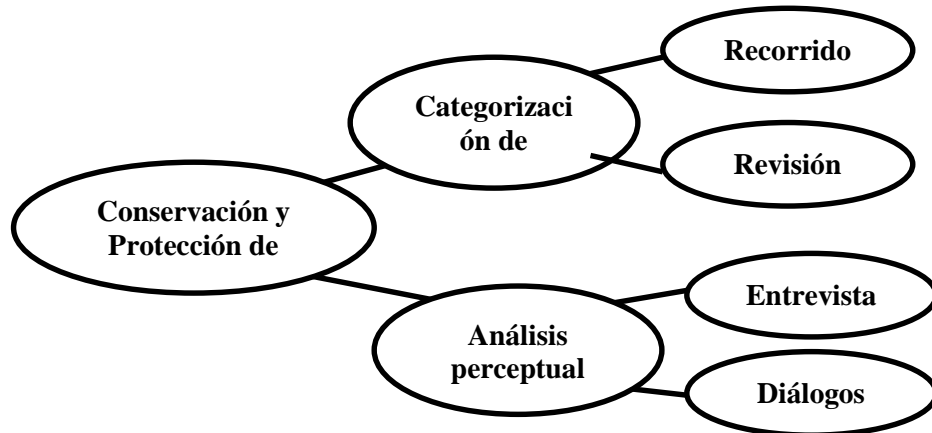 Recorrido
Categorizaci
ón de
Revisión
Conservación y
Protección de
Entrevista
Análisis
perceptual
Diálogos